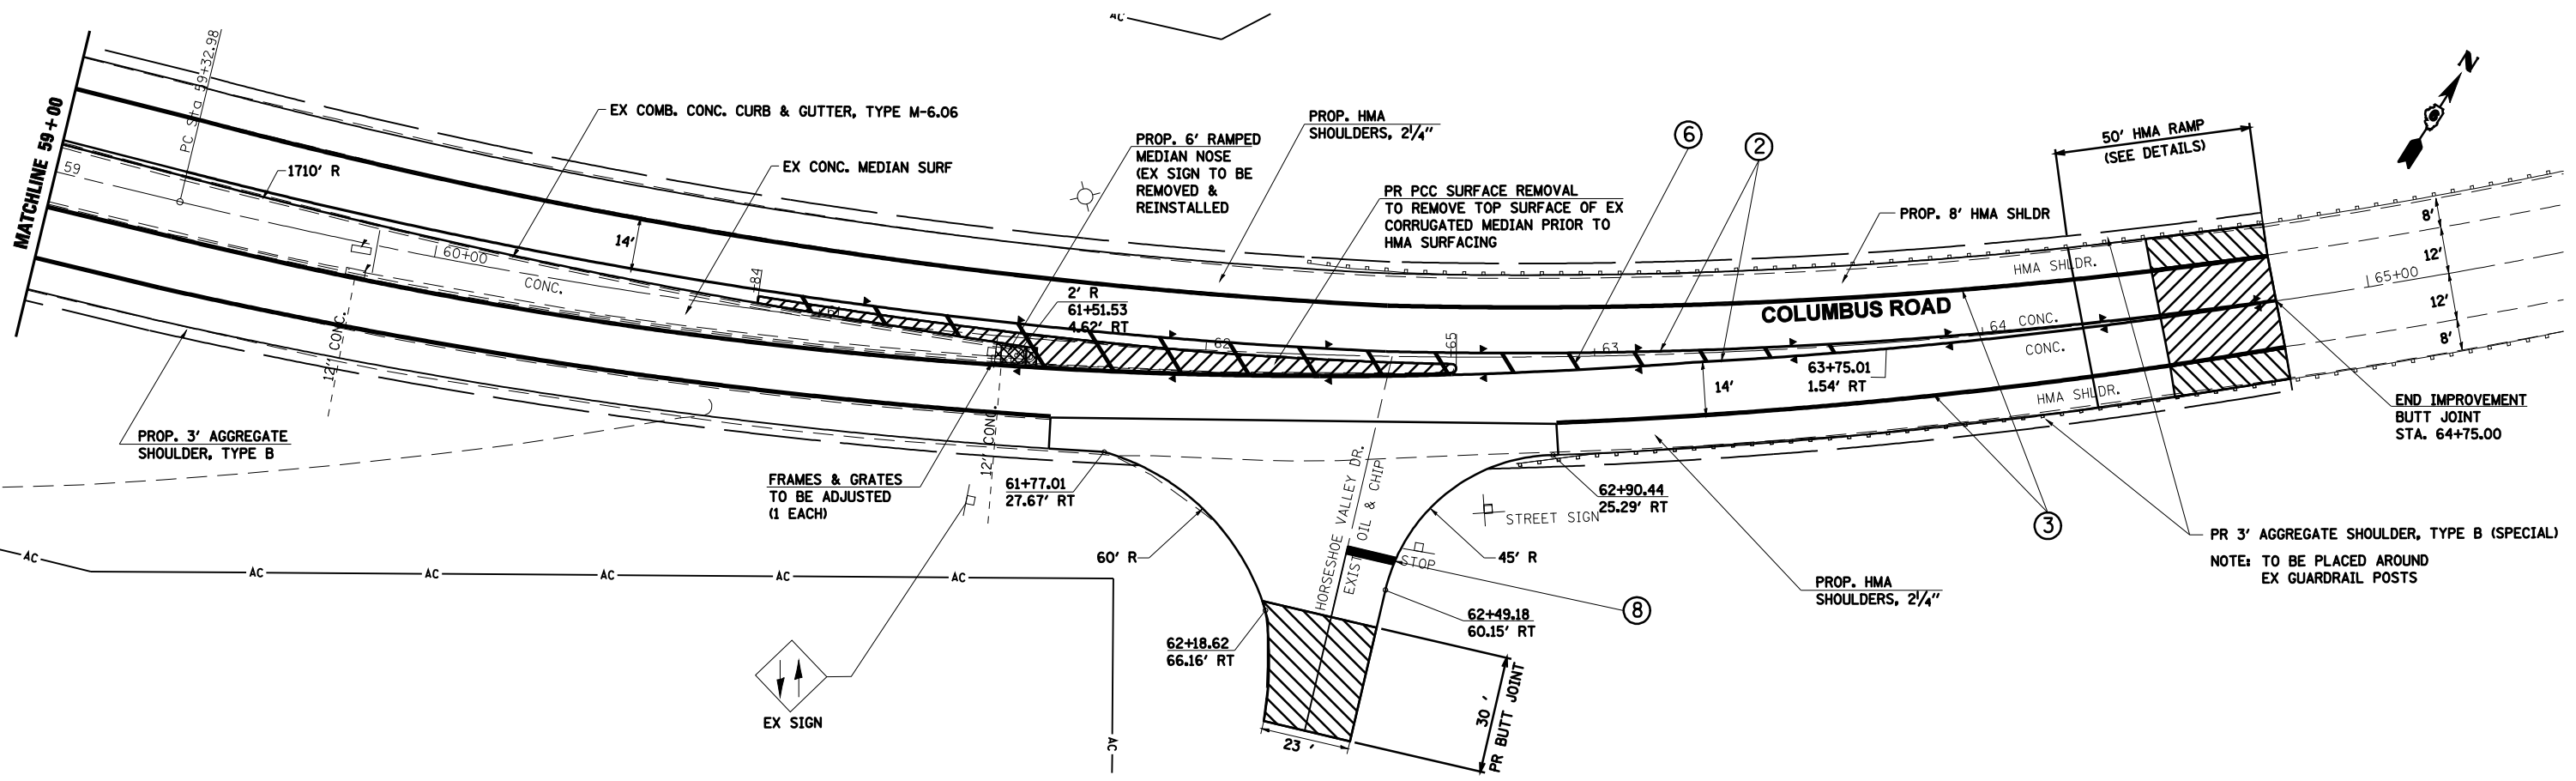 AC
MATCHLINE 59+00
PC Sta 59+32.98
59
1710' R
EX COMB. CONC. CURB & GUTTER, TYPE M-6.06
EX CONC. MEDIAN SURF
14'
60+00
CONC.
12" CONC.
84
61
PROP. 6' RAMPED
MEDIAN NOSE
(EX SIGN TO BE
REMOVED &
REINSTALLED
PROP. HMA
SHOULDERS, 2 1/4"
PR PCC SURFACE REMOVAL
TO REMOVE TOP SURFACE OF EX
CORRUGATED MEDIAN PRIOR TO
HMA SURFACING
6
2
PROP. 8' HMA SHLDR
50' HMA RAMP
(SEE DETAILS)
N
8'
12'
12'
8'
65+00
HMA SHLDR.
COLUMBUS ROAD
64 CONC.
CONC.
2' R
61+51.53
4.62' RT
62
65
63
14'
63+75.01
1.54' RT
HMA SHLDR.
END IMPROVEMENT
BUTT JOINT
STA. 64+75.00
PROP. 3' AGGREGATE
SHOULDER, TYPE B
FRAMES & GRATES
TO BE ADJUSTED
(1 EACH)
12" CONC.
61+77.01
27.67' RT
HORSESHOE VALLEY DR.
EXIST OIL & CHIP
STREET SIGN
62+90.44
25.29' RT
3
PR 3' AGGREGATE SHOULDER, TYPE B (SPECIAL)
NOTE: TO BE PLACED AROUND
EX GUARDRAIL POSTS
60' R
45' R
STOP
PROP. HMA
SHOULDERS, 2 1/4"
8
AC
AC
AC
AC
AC
AC
AC
62+18.62
66.16' RT
62+49.18
60.15' RT
EX SIGN
23'
30'
PR BUTT JOINT